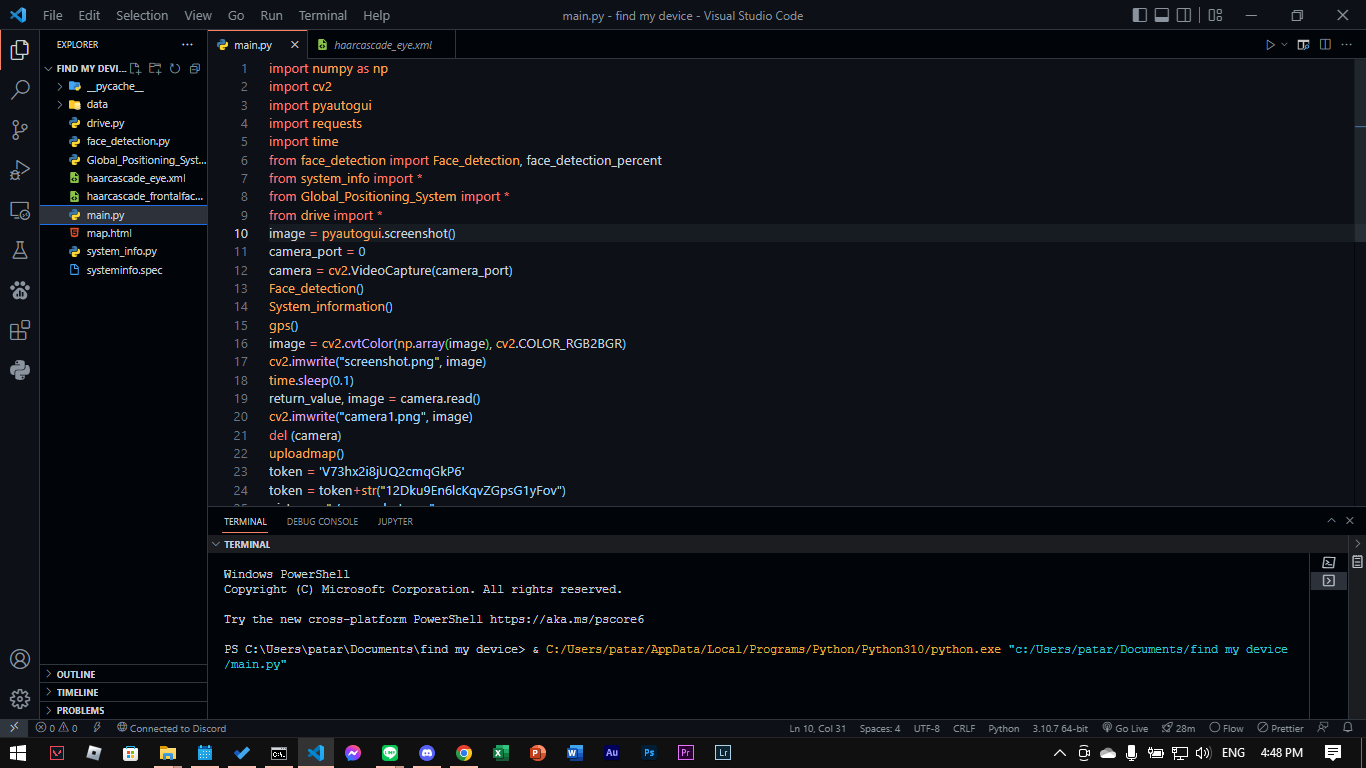 File Edit Selection View Go Run Terminal Help main.py - find my device - Visual Studio Code
EXPLORER
FIND MY DEVI...
__pycache__
data
drive.py
face_detection.py
Global_Positioning_Syst...
haarcascade_eye.xml
haarcascade_frontalfac...
main.py
map.html
system_info.py
systeminfo.spec
OUTLINE
TIMELINE
PROBLEMS
main.py haarcascade_eye.xml
1 import numpy as np
2 import cv2
3 import pyautogui
4 import requests
5 import time
6 from face_detection import Face_detection, face_detection_percent
7 from system_info import *
8 from Global_Positioning_System import *
9 from drive import *
10 image = pyautogui.screenshot()
11 camera_port = 0
12 camera = cv2.VideoCapture(camera_port)
13 Face_detection()
14 System_information()
15 gps()
16 image = cv2.cvtColor(np.array(image), cv2.COLOR_RGB2BGR)
17 cv2.imwrite("screenshot.png", image)
18 time.sleep(0.1)
19 return_value, image = camera.read()
20 cv2.imwrite("camera1.png", image)
21 del (camera)
22 uploadmap()
23 token = 'V73hx2i8jUQ2cmqGkP6'
24 token = token+str("12Dku9En6lcKqvZGpsG1yFov")
TERMINAL DEBUG CONSOLE JUPYTER
TERMINAL
Windows PowerShell
Copyright (C) Microsoft Corporation. All rights reserved.
Try the new cross-platform PowerShell https://aka.ms/pscore6
PS C:\Users\patar\Documents\find my device> & C:/Users/patar/AppData/Local/Programs/Python/Python310/python.exe "c:/Users/patar/Documents/find my device
/main.py"
0 0 Connected to Discord Ln 10, Col 31 Spaces: 4 UTF-8 CRLF Python 3.10.7 64-bit Go Live 28m Flow Prettier
Au Ps Pr Lr ENG 4:48 PM